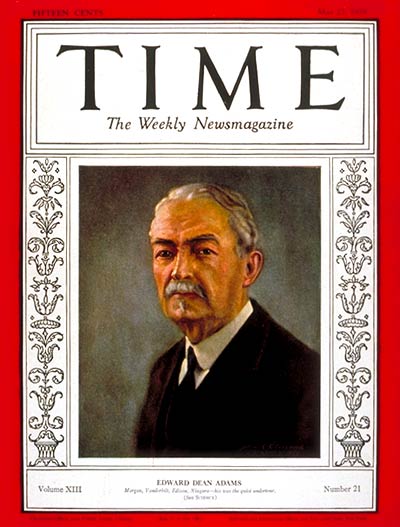 FIFTEEN CENTS
TIME
The Weekly Newsmagazine
EDWARD DEAN ADAMS
Morgan, Vanderbilt, Edison, Niagara—his was the quiet undertone.
(See SCIENCE)
Volume XIII
Number 21